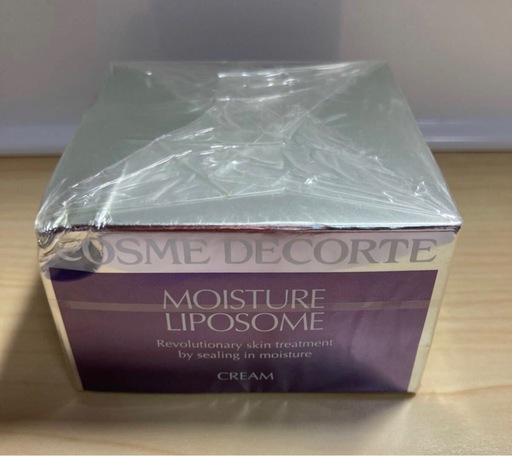 COSME DECORTE
MOISTURE
LIPOSOME
Revolutionary skin treatment
by sealing in moisture
CREAM